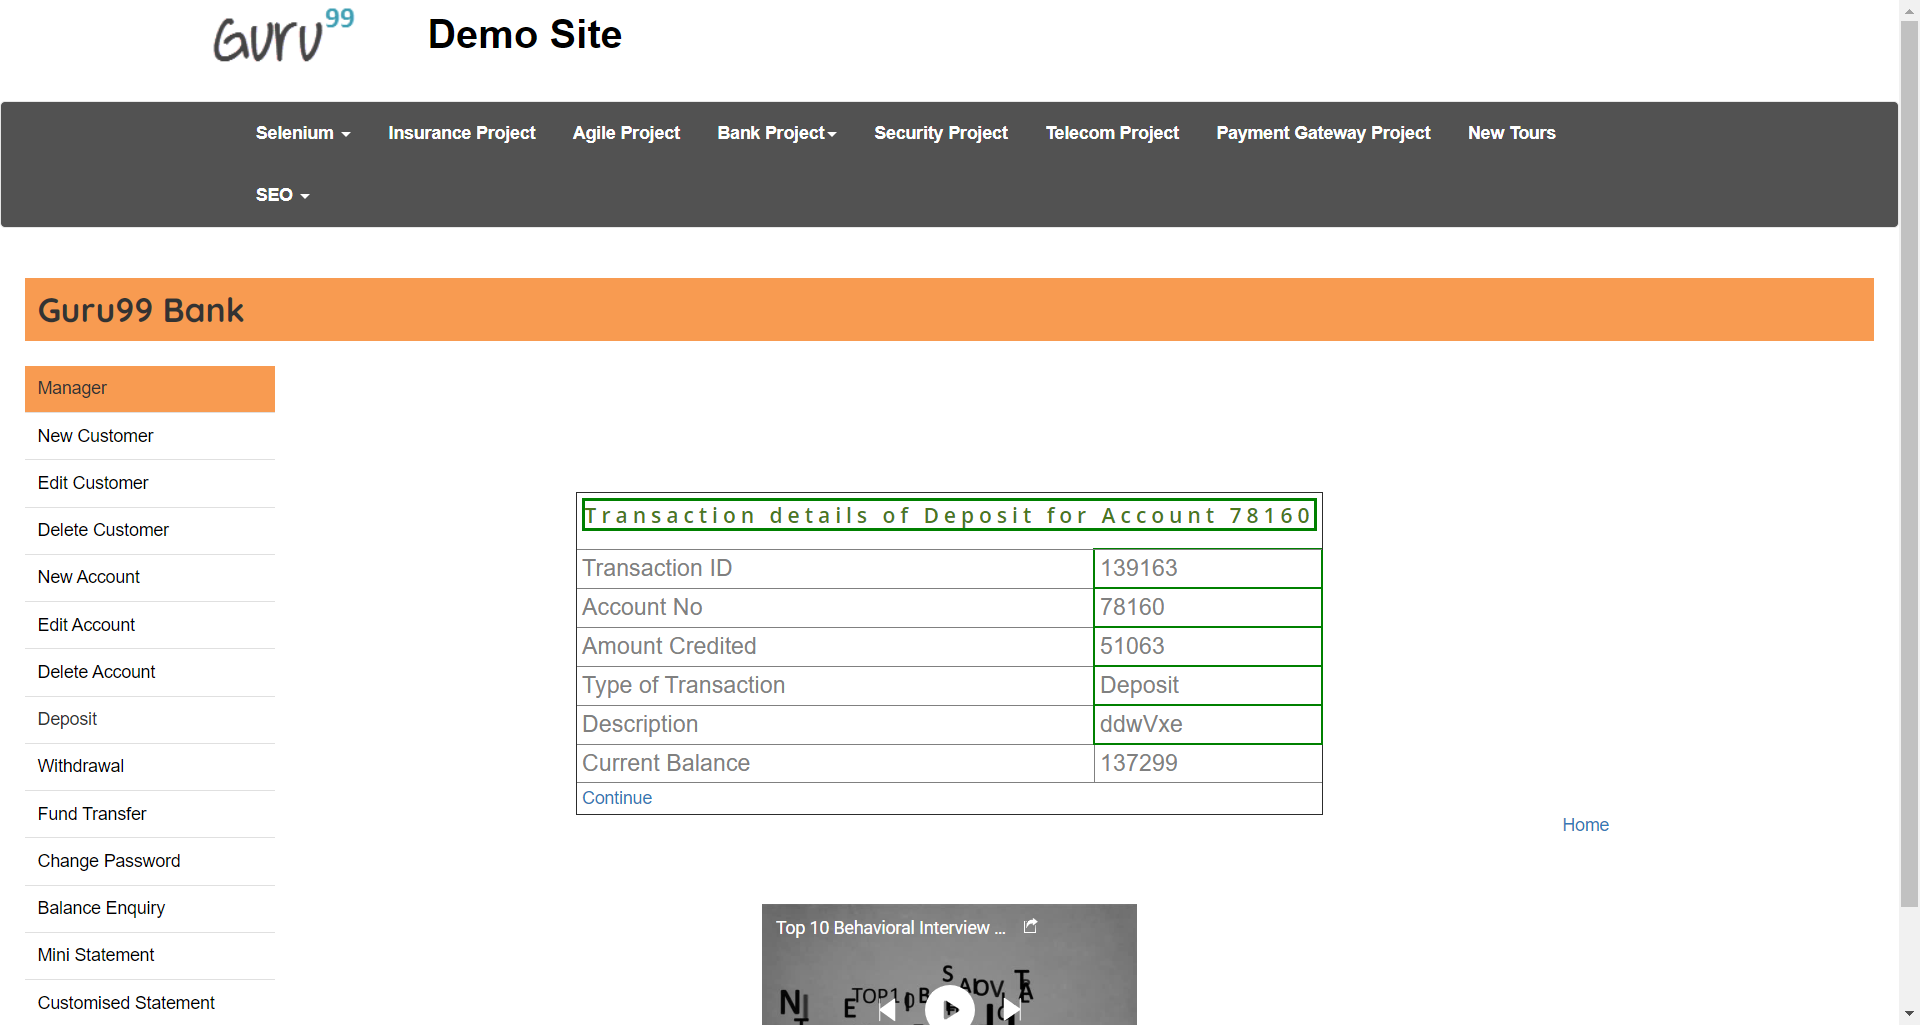 Guru99
Demo Site
Selenium
Insurance Project
Agile Project
Bank Project
Security Project
Telecom Project
Payment Gateway Project
New Tours
SEO
Guru99 Bank
Manager
New Customer
Edit Customer
Delete Customer
New Account
Edit Account
Delete Account
Deposit
Withdrawal
Fund Transfer
Change Password
Balance Enquiry
Mini Statement
Customised Statement
Transaction details of Deposit for Account 78160
Transaction ID 139163
Account No 78160
Amount Credited 51063
Type of Transaction Deposit
Description ddwVxe
Current Balance 137299
Continue
Home
Top 10 Behavioral Interview ...